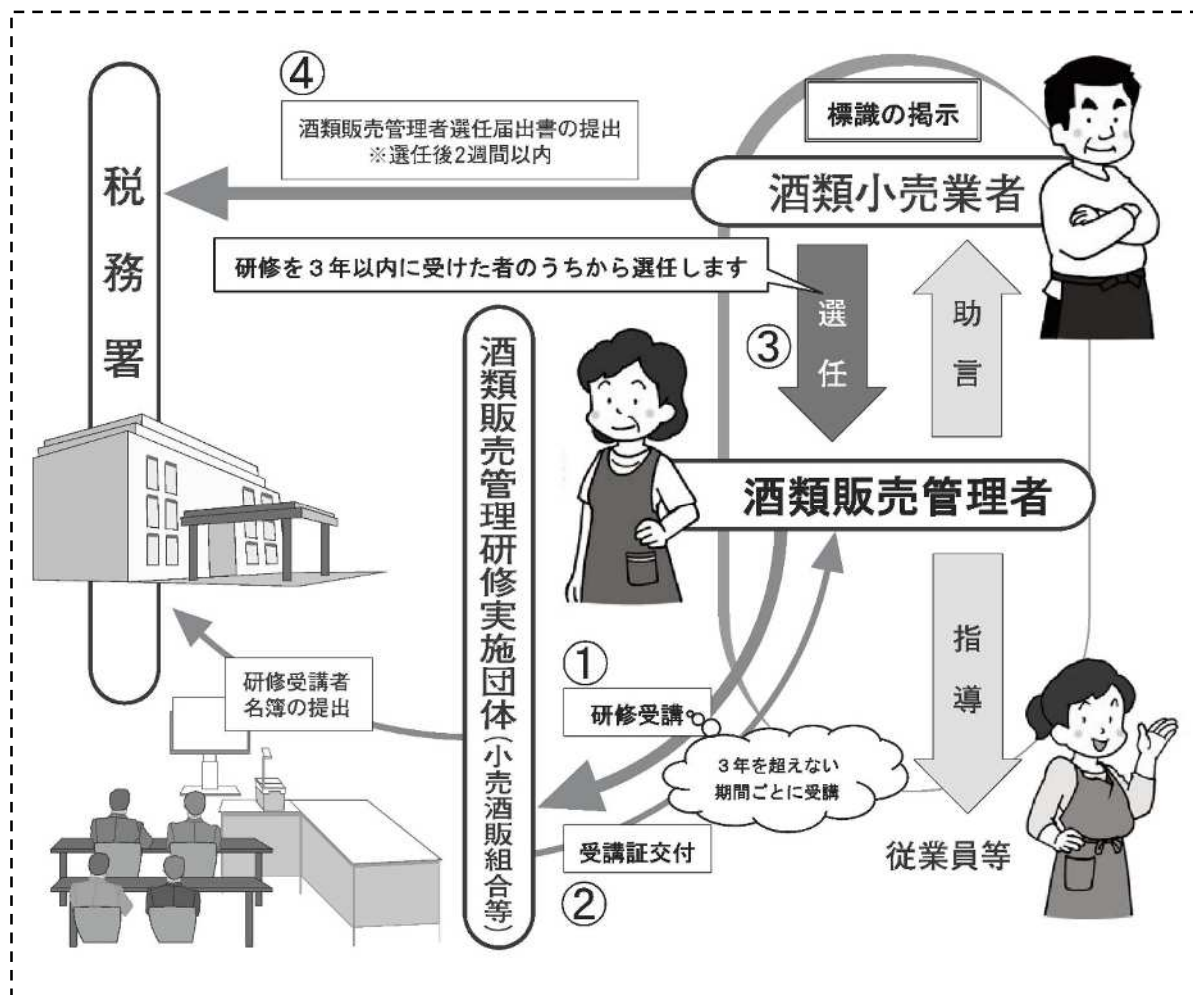 ④
酒類販売管理者選任届出書の提出
※選任後2週間以内
標識の掲示
酒類小売業者
税務署
研修を3年以内に受けた者のうちから選任します
③
選任
助言
酒類販売管理者
酒類販売管理研修実施団体(小売酒販組合等)
指導
①
研修受講
研修受講者
名簿の提出
3年を超えない
期間ごとに受講
受講証交付
②
従業員等